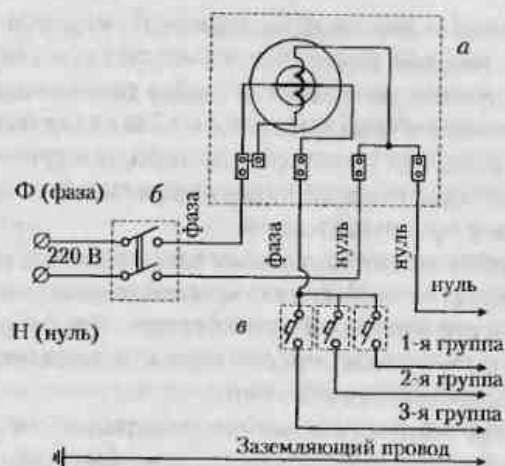 а
Ф (фаза)
б
220 В
Н (нуль)
фаза
фаза
нуль
нуль
нуль
в
1-я группа
2-я группа
3-я группа
Заземляющий провод